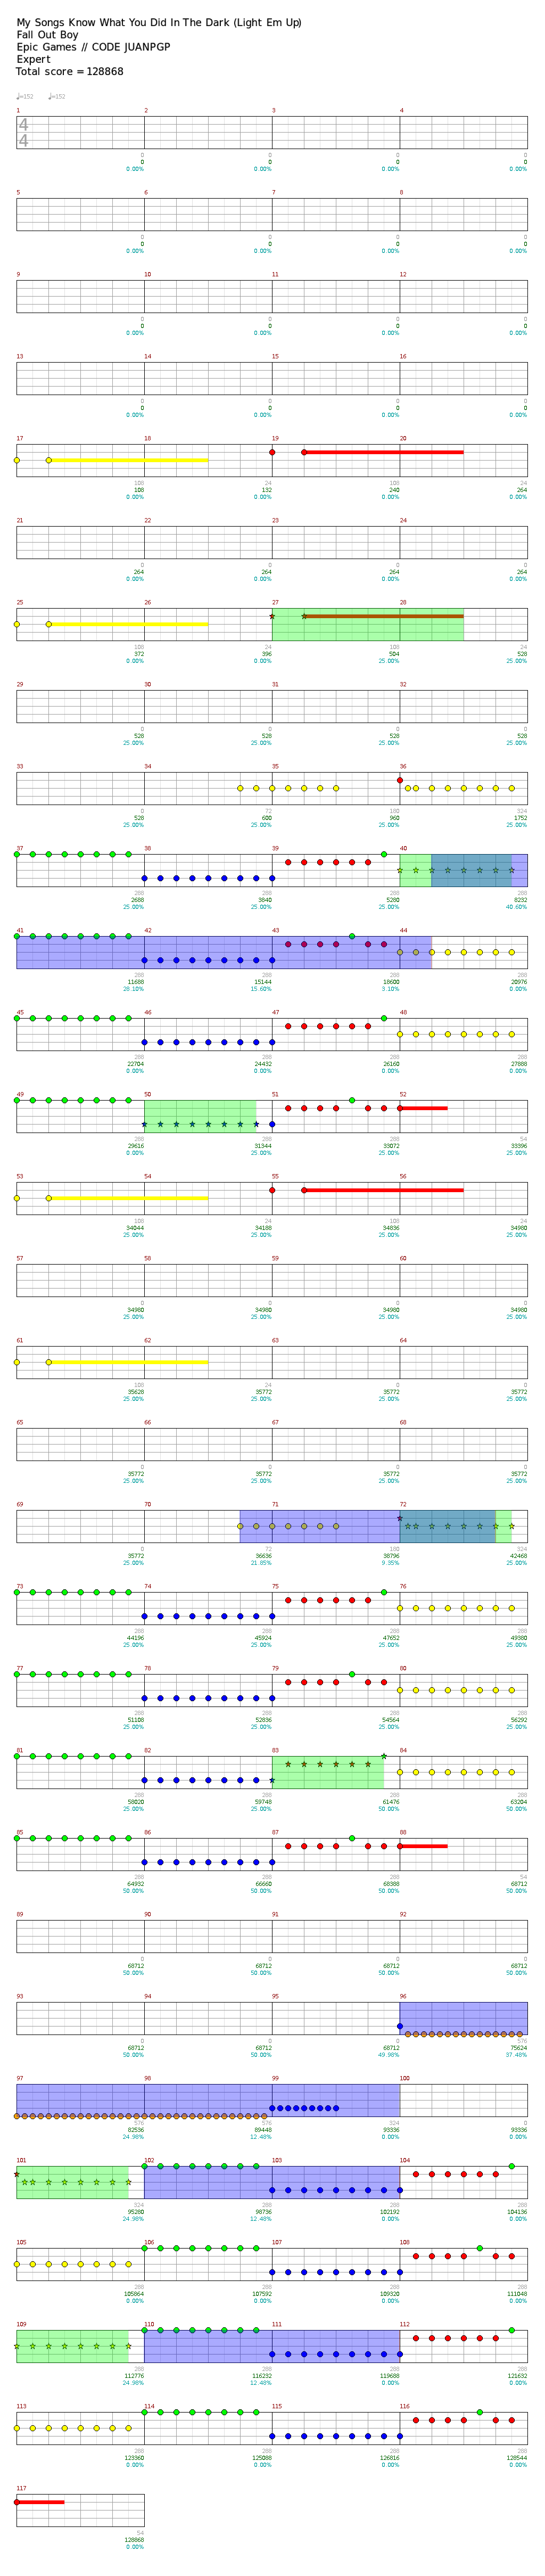 My Songs Know What You Did In The Dark (Light Em Up)
Fall Out Boy
Epic Games // CODE JUANPGP
Expert
Total score = 128868
♩=152 ♩=152
1 2 3 4
4
4
0 0 0 0
0 0 0 0
0.00% 0.00% 0.00% 0.00%
5 6 7 8
0 0 0 0
0 0 0 0
0.00% 0.00% 0.00% 0.00%
9 10 11 12
0 0 0 0
0 0 0 0
0.00% 0.00% 0.00% 0.00%
13 14 15 16
0 0 0 0
0 0 0 0
0.00% 0.00% 0.00% 0.00%
17 18 19 20
108 24 108 24
108 132 240 264
0.00% 0.00% 0.00% 0.00%
21 22 23 24
0 0 0 0
264 264 264 264
0.00% 0.00% 0.00% 0.00%
25 26 27 28
108 24 108 24
372 396 504 528
0.00% 0.00% 25.00% 25.00%
29 30 31 32
0 0 0 0
528 528 528 528
25.00% 25.00% 25.00% 25.00%
33 34 35 36
0 72 180 324
528 600 960 1752
25.00% 25.00% 25.00% 25.00%
37 38 39 40
288 288 288 288
2688 3840 5280 8232
25.00% 25.00% 25.00% 40.60%
41 42 43 44
288 288 288 288
11688 15144 18600 20976
28.10% 15.60% 3.10% 0.00%
45 46 47 48
288 288 288 288
22704 24432 26160 27888
0.00% 0.00% 0.00% 0.00%
49 50 51 52
288 288 288 54
29616 31344 33072 33396
0.00% 25.00% 25.00% 25.00%
53 54 55 56
108 24 108 24
34044 34188 34836 34980
25.00% 25.00% 25.00% 25.00%
57 58 59 60
0 0 0 0
34980 34980 34980 34980
25.00% 25.00% 25.00% 25.00%
61 62 63 64
108 24 0 0
35628 35772 35772 35772
25.00% 25.00% 25.00% 25.00%
65 66 67 68
0 0 0 0
35772 35772 35772 35772
25.00% 25.00% 25.00% 25.00%
69 70 71 72
0 72 180 324
35772 36636 38796 42468
25.00% 21.85% 9.35% 25.00%
73 74 75 76
288 288 288 288
44196 45924 47652 49380
25.00% 25.00% 25.00% 25.00%
77 78 79 80
288 288 288 288
51108 52836 54564 56292
25.00% 25.00% 25.00% 25.00%
81 82 83 84
288 288 288 288
58020 59748 61476 63204
25.00% 25.00% 50.00% 50.00%
85 86 87 88
288 288 288 54
64932 66660 68388 68712
50.00% 50.00% 50.00% 50.00%
89 90 91 92
0 0 0 0
68712 68712 68712 68712
50.00% 50.00% 50.00% 50.00%
93 94 95 96
0 0 0 576
68712 68712 68712 75624
50.00% 50.00% 49.98% 37.48%
97 98 99 100
576 576 324 0
82536 89448 93336 93336
24.98% 12.48% 0.00% 0.00%
101 102 103 104
324 288 288 288
95280 98736 102192 104136
24.98% 12.48% 0.00% 0.00%
105 106 107 108
288 288 288 288
105864 107592 109320 111048
0.00% 0.00% 0.00% 0.00%
109 110 111 112
288 288 288 288
112776 116232 119688 121632
24.98% 12.48% 0.00% 0.00%
113 114 115 116
288 288 288 288
123360 125088 126816 128544
0.00% 0.00% 0.00% 0.00%
117
54
128868
0.00%